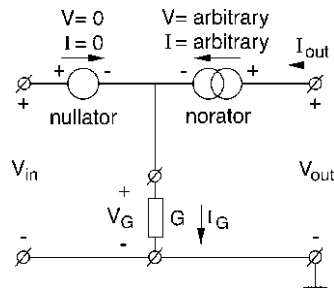 V = 0 V = arbitrary
I = 0 I = arbitrary I_out
+ - - +
+ nullator norator +
V_in V_out
+
V_G G I_G
-
- -